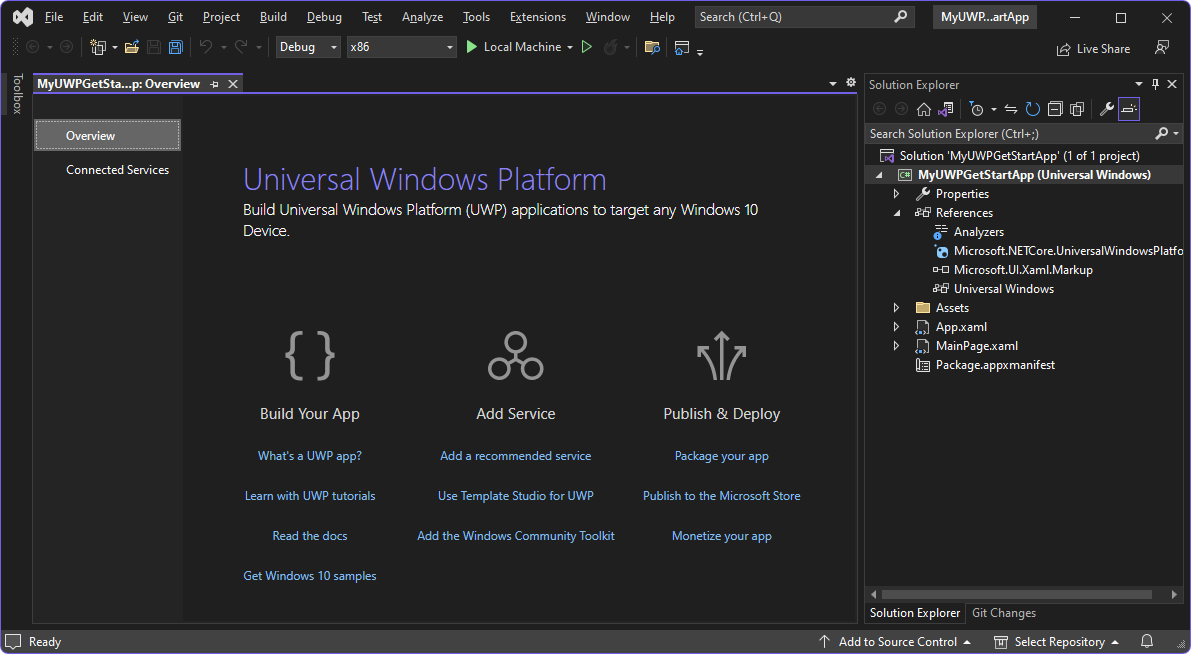 File Edit View Git Project Build Debug Test Analyze Tools Extensions Window Help Search (Ctrl+Q) MyUWP...artApp
Debug x86 Local Machine Live Share
Toolbox
MyUWPGetSta...p: Overview
Overview
Connected Services
Universal Windows Platform
Build Universal Windows Platform (UWP) applications to target any Windows 10
Device.
Build Your App
What's a UWP app?
Learn with UWP tutorials
Read the docs
Get Windows 10 samples
Add Service
Add a recommended service
Use Template Studio for UWP
Add the Windows Community Toolkit
Publish & Deploy
Package your app
Publish to the Microsoft Store
Monetize your app
Solution Explorer
Search Solution Explorer (Ctrl+;)
Solution 'MyUWPGetStartApp' (1 of 1 project)
C# MyUWPGetStartApp (Universal Windows)
Properties
References
Analyzers
Microsoft.NETCore.UniversalWindowsPlatfo
Microsoft.UI.Xaml.Markup
Universal Windows
Assets
App.xaml
MainPage.xaml
Package.appxmanifest
Solution Explorer Git Changes
Ready Add to Source Control Select Repository